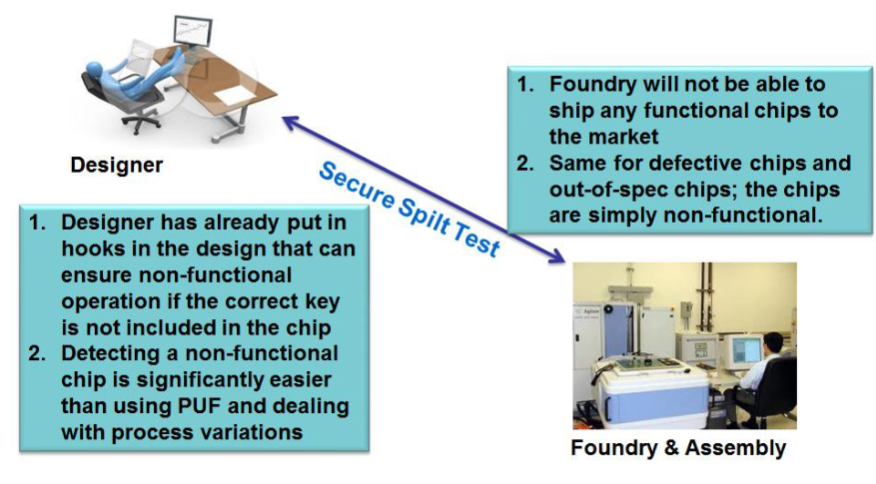 Designer
1. Designer has already put in
hooks in the design that can
ensure non-functional
operation if the correct key
is not included in the chip
2. Detecting a non-functional
chip is significantly easier
than using PUF and dealing
with process variations
Secure Spilt Test
1. Foundry will not be able to
ship any functional chips to
the market
2. Same for defective chips and
out-of-spec chips; the chips
are simply non-functional.
Agilent
Foundry & Assembly